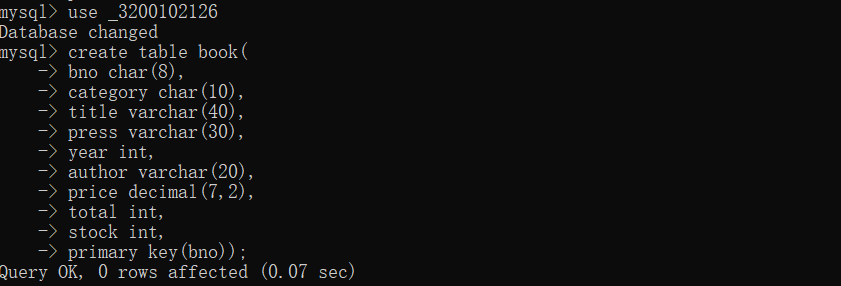 mysql> use _3200102126
Database changed
mysql> create table book(
    -> bno char(8),
    -> category char(10),
    -> title varchar(40),
    -> press varchar(30),
    -> year int,
    -> author varchar(20),
    -> price decimal(7,2),
    -> total int,
    -> stock int,
    -> primary key(bno));
Query OK, 0 rows affected (0.07 sec)